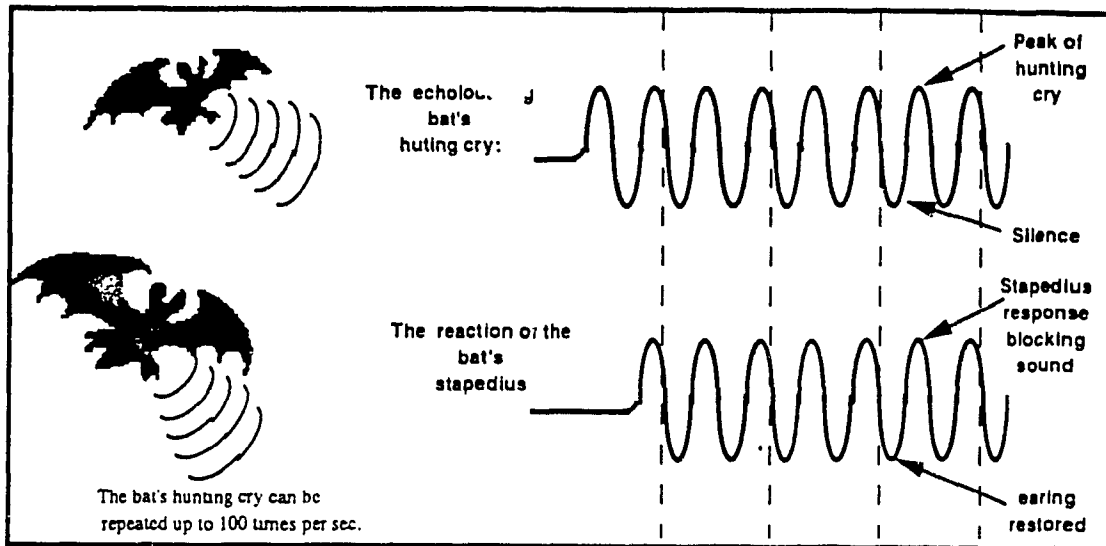 Peak of
hunting
cry
The
bat's
huting cry:
Silence
Stapedius
response
blocking
sound
The reaction of the
bat's
stapedius
earing
restored
The bat's hunting cry can be
repeated up to 100 times per sec.